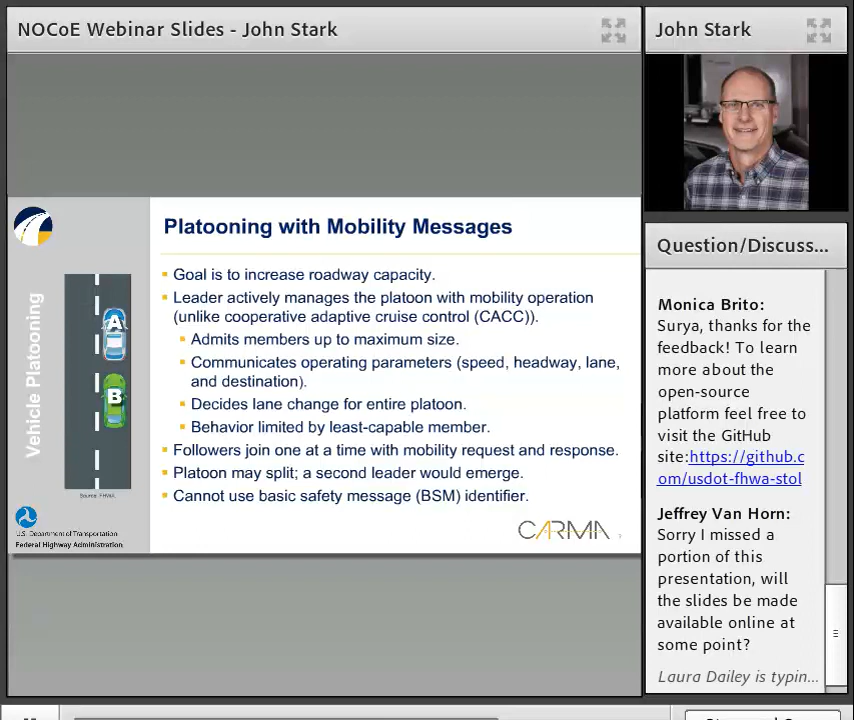 NOCoE Webinar Slides - John Stark
Platooning with Mobility Messages
Goal is to increase roadway capacity.
Leader actively manages the platoon with mobility operation
(unlike cooperative adaptive cruise control (CACC)).
Admits members up to maximum size.
Communicates operating parameters (speed, headway, lane,
and destination).
Decides lane change for entire platoon.
Behavior limited by least-capable member.
Followers join one at a time with mobility request and response.
Platoon may split; a second leader would emerge.
Cannot use basic safety message (BSM) identifier.
Vehicle Platooning
A
B
Source: FHWA.
U.S. Department of Transportation
Federal Highway Administration
CARMA
John Stark
Question/Discuss...
Monica Brito:
Surya, thanks for the
feedback! To learn
more about the
open-source
platform feel free to
visit the GitHub
site:https://github.c
om/usdot-fhwa-stol
Jeffrey Van Horn:
Sorry I missed a
portion of this
presentation, will
the slides be made
available online at
some point?
Laura Dailey is typin...